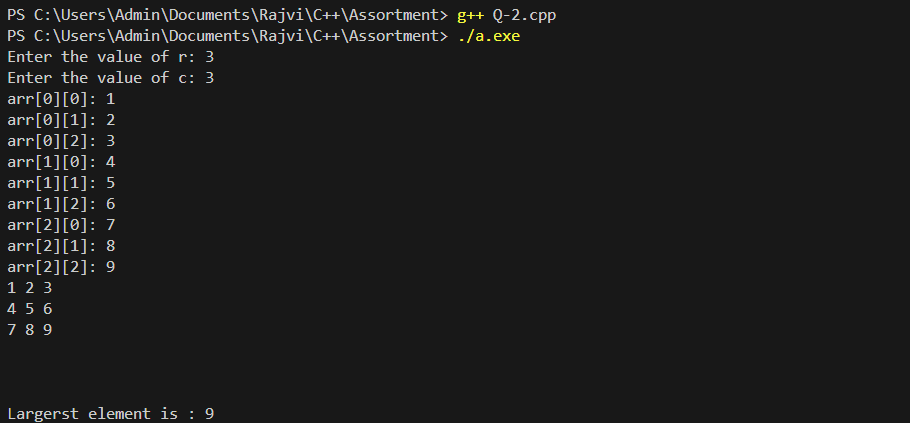 PS C:\Users\Admin\Documents\Rajvi\C++\Assortment> g++ Q-2.cpp
PS C:\Users\Admin\Documents\Rajvi\C++\Assortment> ./a.exe
Enter the value of r: 3
Enter the value of c: 3
arr[0][0]: 1
arr[0][1]: 2
arr[0][2]: 3
arr[1][0]: 4
arr[1][1]: 5
arr[1][2]: 6
arr[2][0]: 7
arr[2][1]: 8
arr[2][2]: 9
1 2 3
4 5 6
7 8 9
Largerst element is : 9